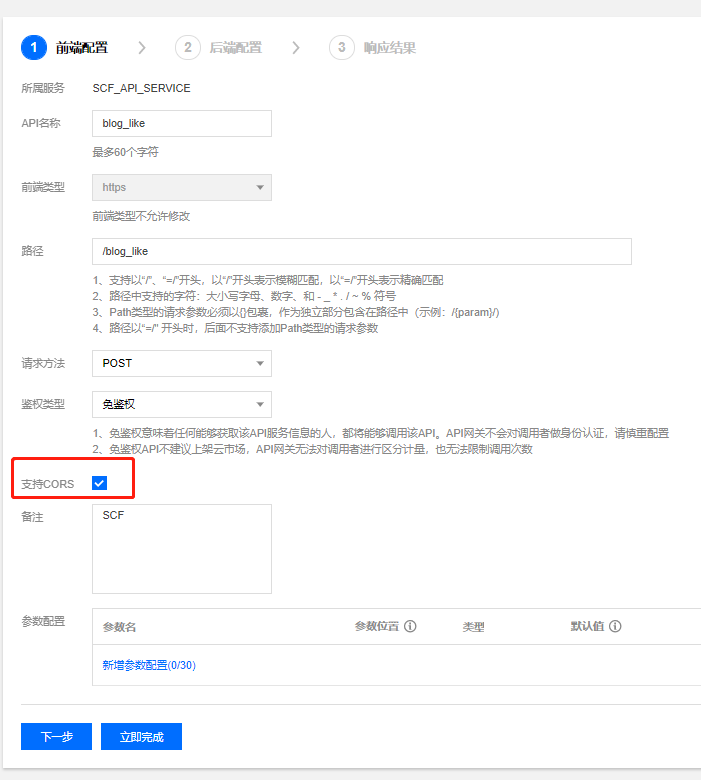 1 前端配置 2 后端配置 3 响应结果
所属服务 SCF_API_SERVICE
API名称 blog_like
最多60个字符
前端类型 https
前端类型不允许修改
路径 /blog_like
1、支持以“/”、“=/”开头，以“/”开头表示模糊匹配，以“=/”开头表示精确匹配
2、路径中支持的字符：大小写字母、数字、和 - _ * . / ~ % 符号
3、Path类型的请求参数必须以{}包裹，作为独立部分包含在路径中（示例：/{param}/）
4、路径以“=/” 开头时，后面不支持添加Path类型的请求参数
请求方法 POST
鉴权类型 免鉴权
1、免鉴权意味着任何能够获取该API服务信息的人，都将能够调用该API。API网关不会对调用者做身份认证，请慎重配置
2、免鉴权API不建议上架云市场，API网关无法对调用者进行区分计量，也无法限制调用次数
支持CORS
备注 SCF
参数配置 参数名 参数位置 类型 默认值
新增参数配置(0/30)
下一步 立即完成